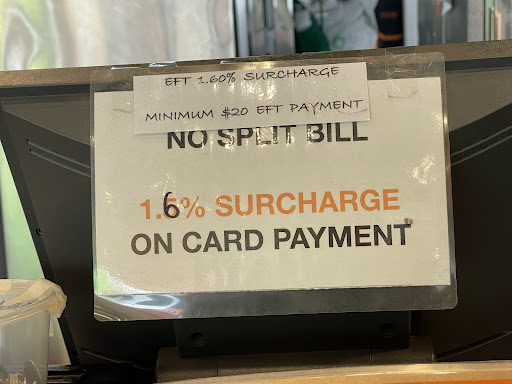 EFT 1.60% SURCHARGE
MINIMUM $20 EFT PAYMENT
NO SPLIT BILL
1.6% SURCHARGE
ON CARD PAYMENT